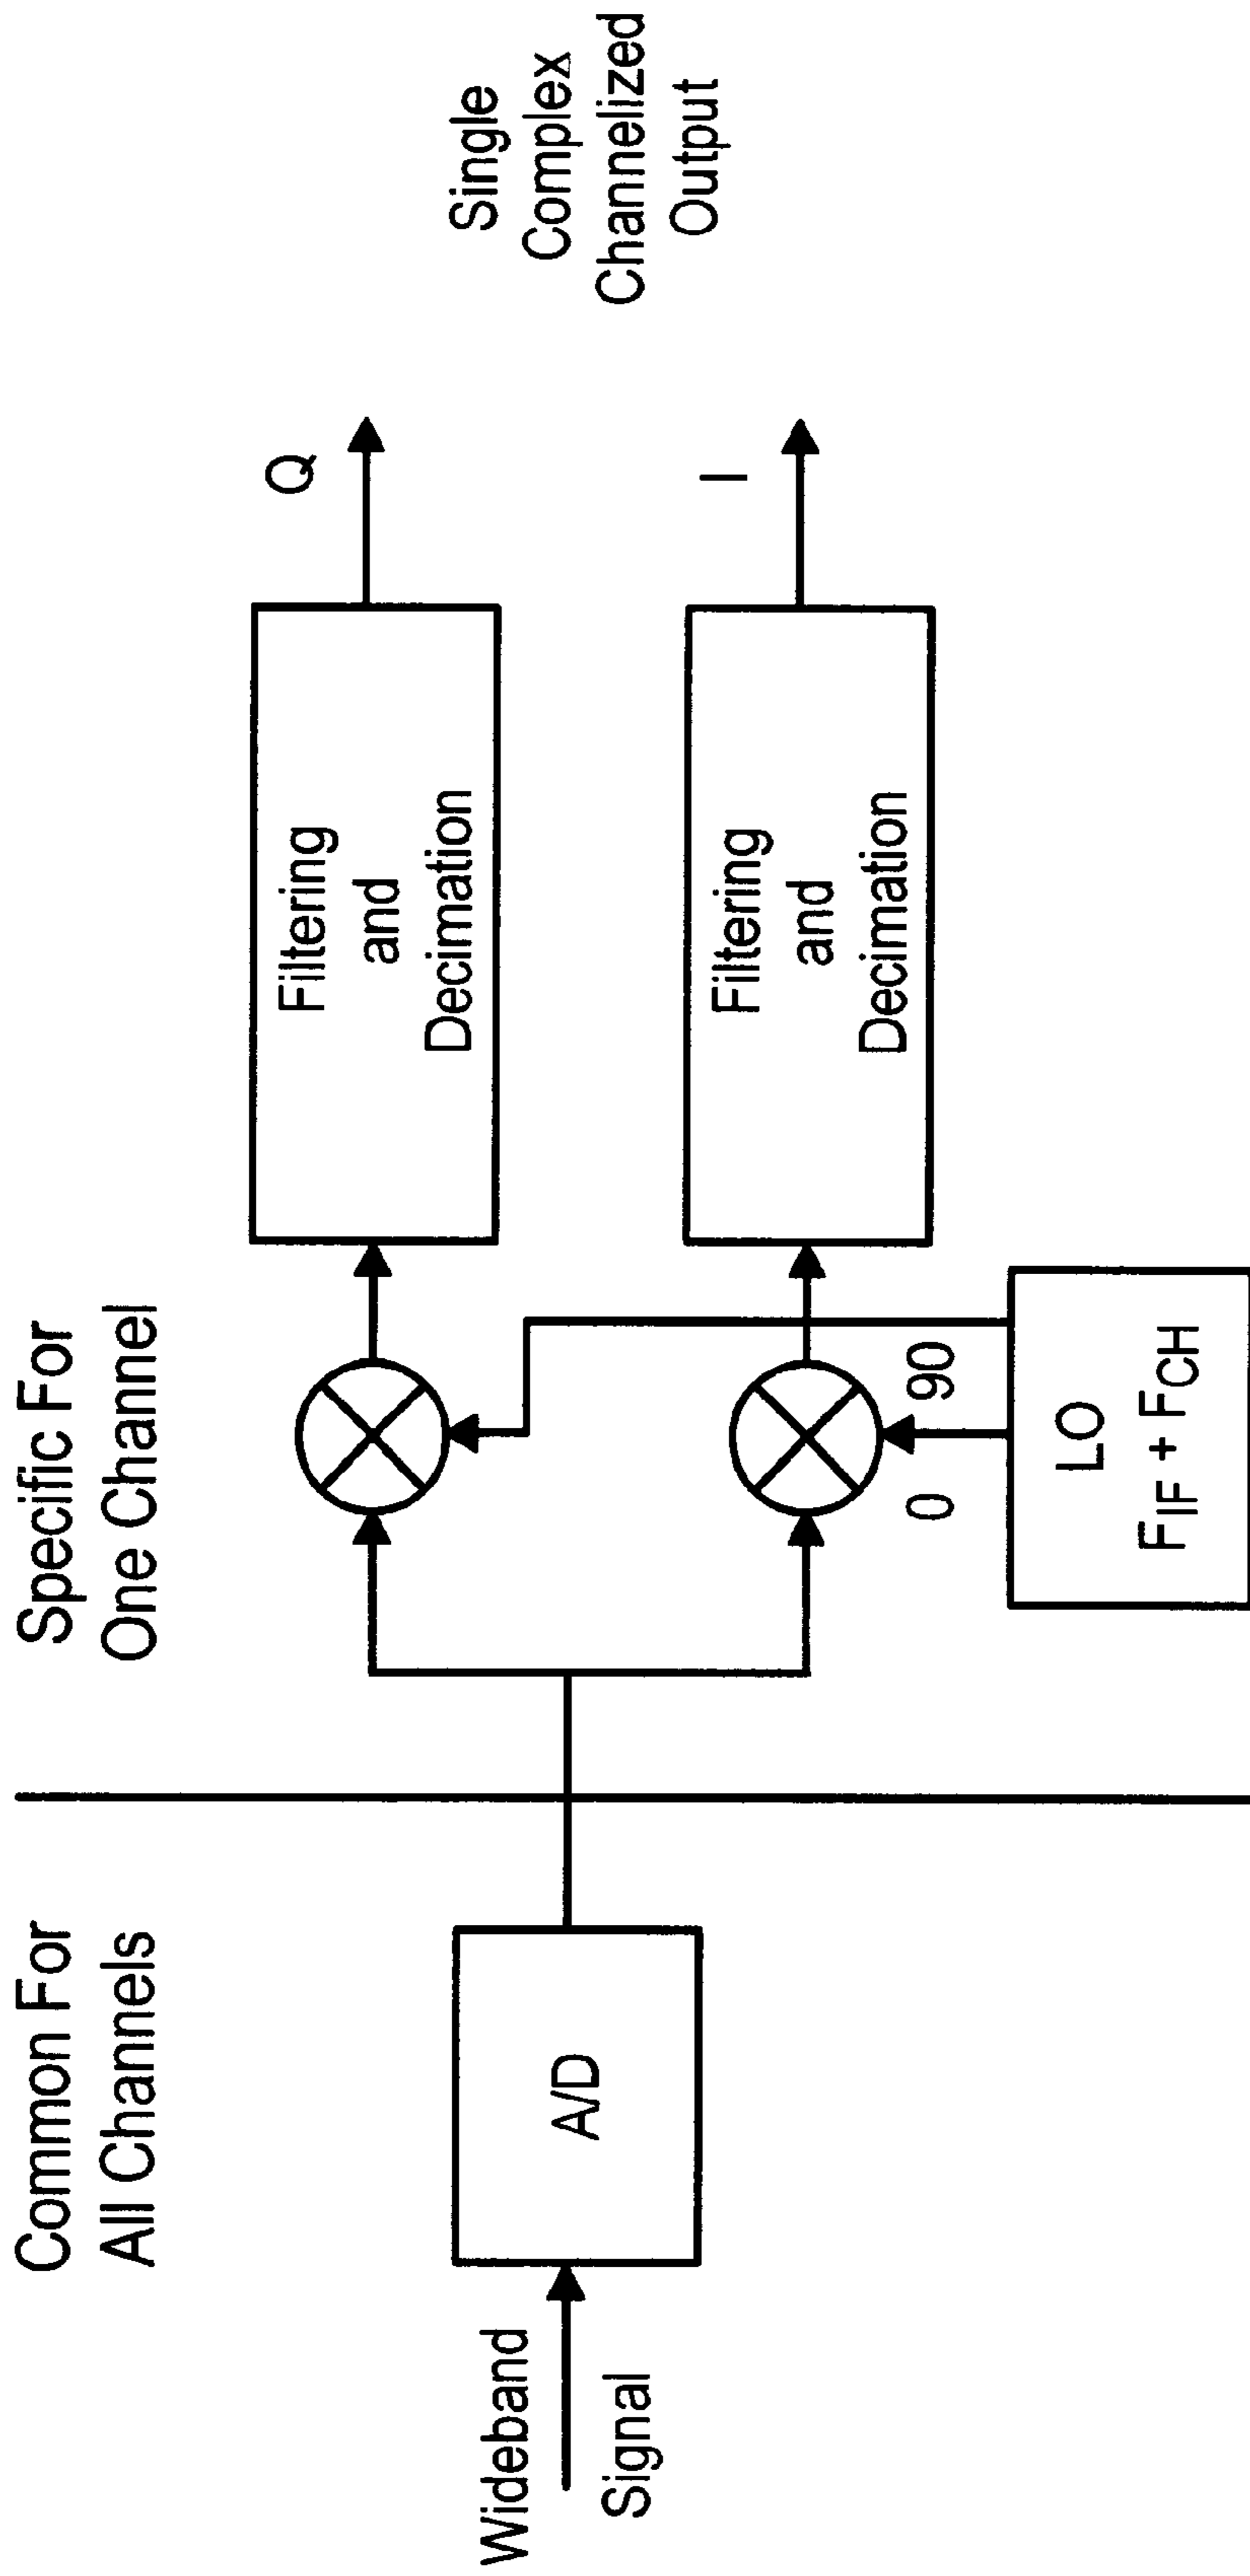 Common For
All Channels
Specific For
One Channel
Wideband
Signal
A/D
Filtering
and
Decimation
Q
Filtering
and
Decimation
I
0
90
LO
FIF + FCH
Single
Complex
Channelized
Output